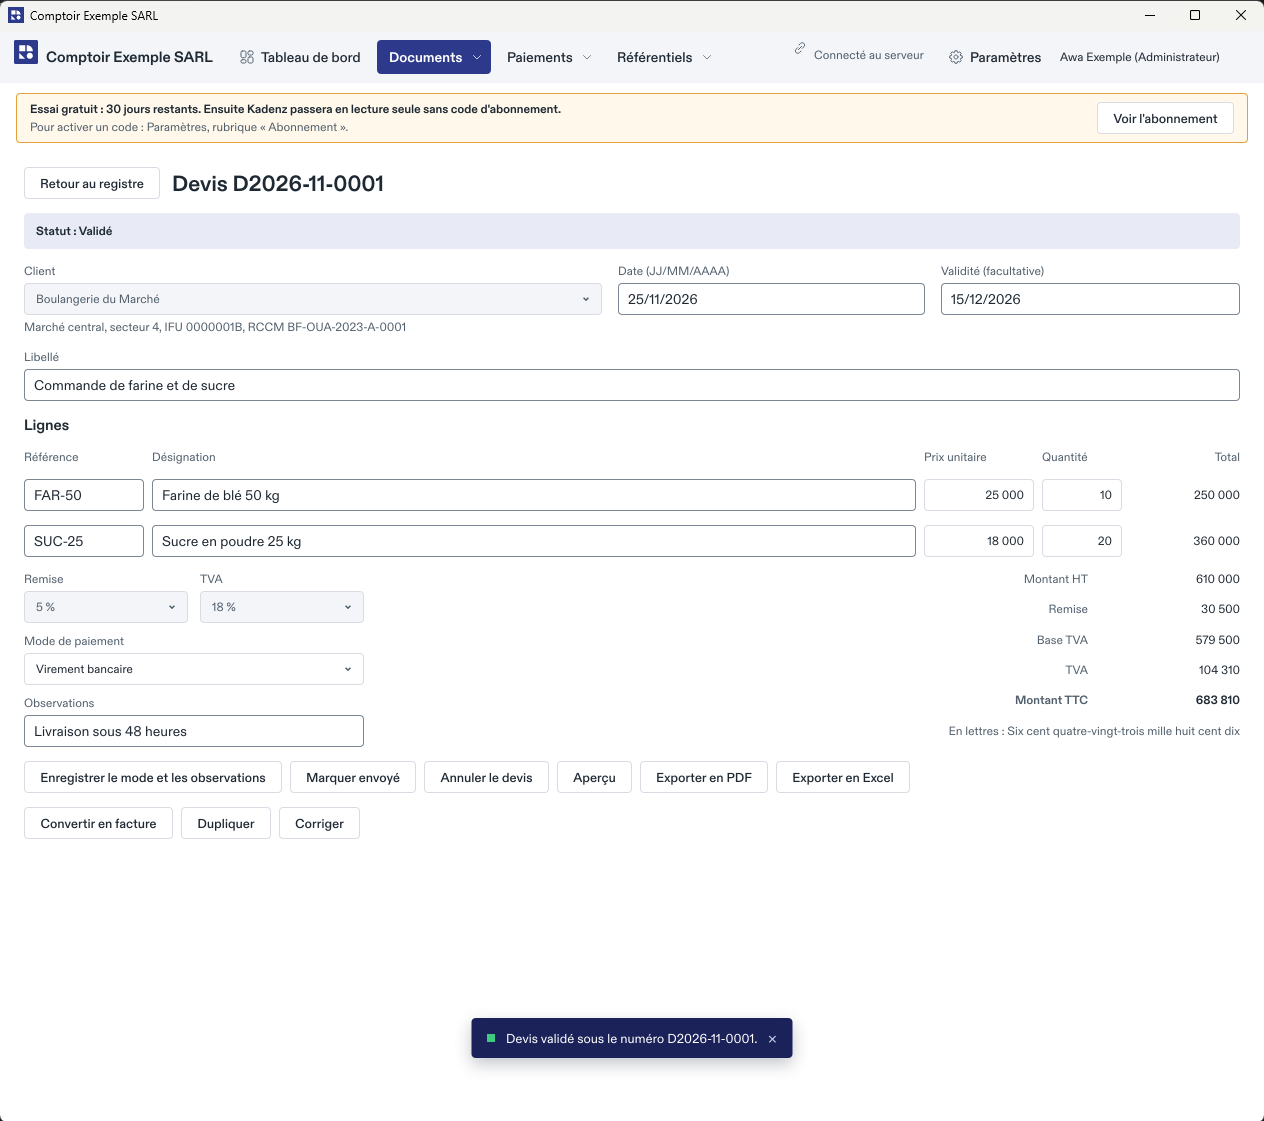 Comptoir Exemple SARL
Comptoir Exemple SARL
Tableau de bord
Documents
Paiements
Référentiels
Connecté au serveur
Paramètres
Awa Exemple (Administrateur)
Essai gratuit : 30 jours restants. Ensuite Kadenz passera en lecture seule sans code d'abonnement.
Pour activer un code : Paramètres, rubrique « Abonnement ».
Voir l'abonnement
Retour au registre
Devis D2026-11-0001
Statut : Validé
Client
Date (JJ/MM/AAAA)
Validité (facultative)
Boulangerie du Marché
25/11/2026
15/12/2026
Marché central, secteur 4, IFU 0000001B, RCCM BF-OUA-2023-A-0001
Libellé
Commande de farine et de sucre
Lignes
Référence
Désignation
Prix unitaire
Quantité
Total
FAR-50
Farine de blé 50 kg
25 000
10
250 000
SUC-25
Sucre en poudre 25 kg
18 000
20
360 000
Remise
TVA
5 %
18 %
Mode de paiement
Virement bancaire
Observations
Livraison sous 48 heures
Montant HT
610 000
Remise
30 500
Base TVA
579 500
TVA
104 310
Montant TTC
683 810
En lettres : Six cent quatre-vingt-trois mille huit cent dix
Enregistrer le mode et les observations
Marquer envoyé
Annuler le devis
Aperçu
Exporter en PDF
Exporter en Excel
Convertir en facture
Dupliquer
Corriger
Devis validé sous le numéro D2026-11-0001.